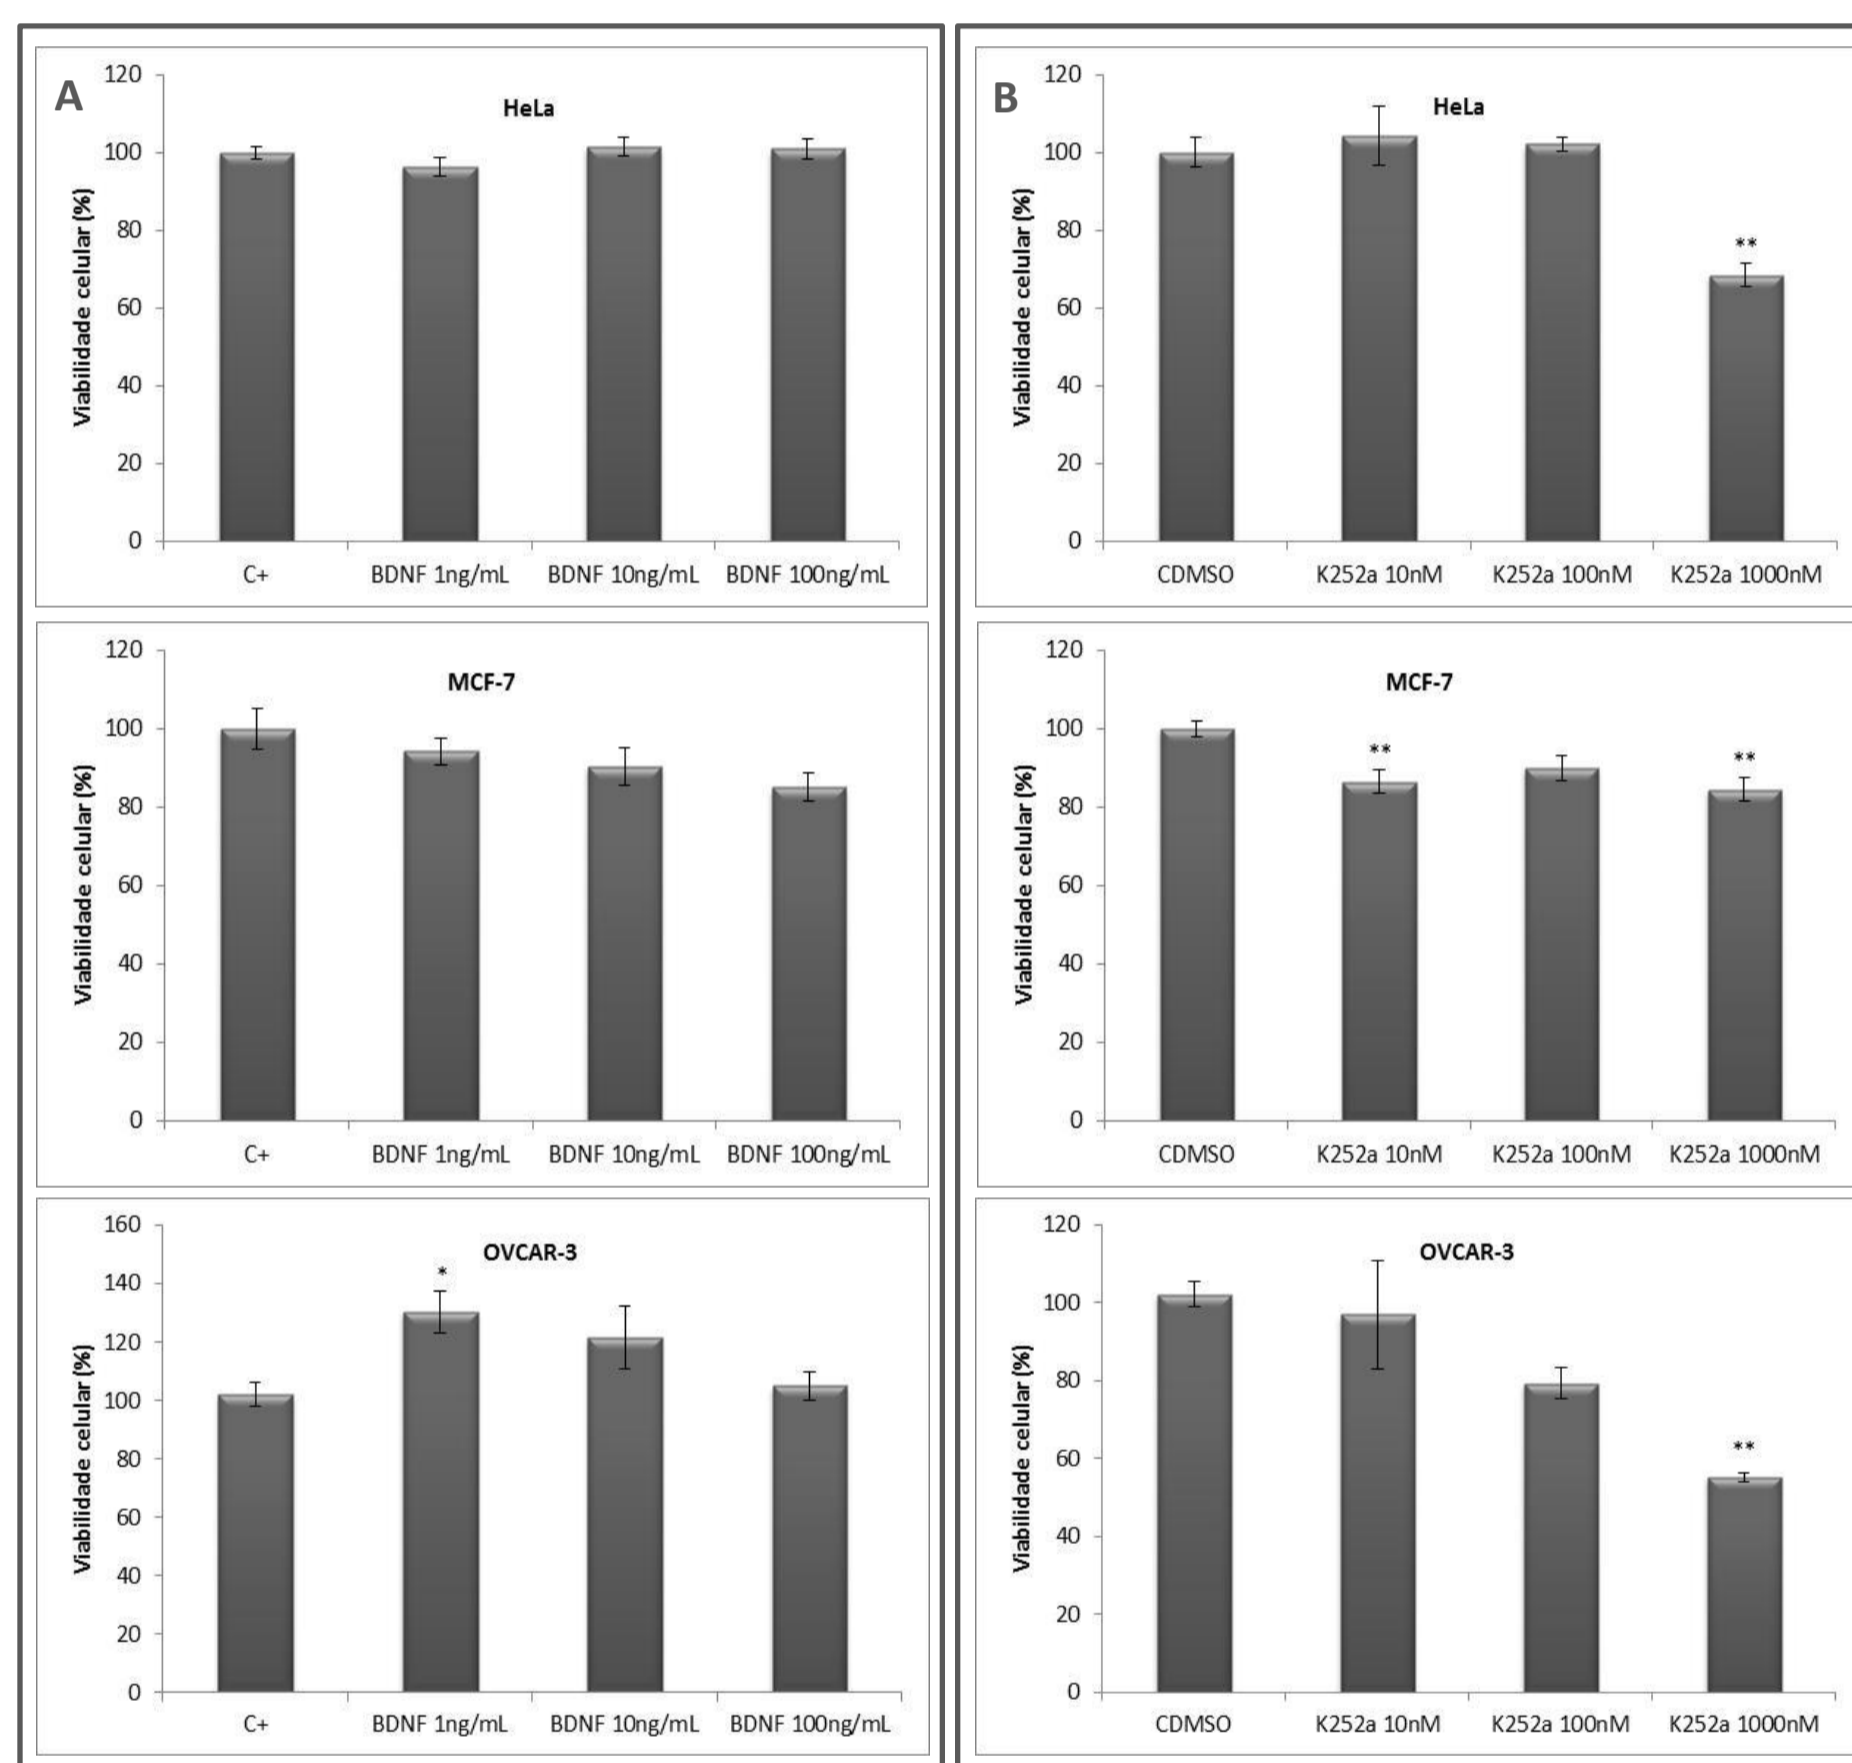 A
HeLa
Viabilidade celular (%)
120
100
80
60
40
20
0
C+ BDNF 1ng/mL BDNF 10ng/mL BDNF 100ng/mL
MCF-7
Viabilidade celular (%)
120
100
80
60
40
20
0
C+ BDNF 1ng/mL BDNF 10ng/mL BDNF 100ng/mL
OVCAR-3
Viabilidade celular (%)
160
140
120
100
80
60
40
20
0
*
C+ BDNF 1ng/mL BDNF 10ng/mL BDNF 100ng/mL
B
HeLa
Viabilidade celular (%)
120
100
80
60
40
20
0
**
CDMSO K252a 10nM K252a 100nM K252a 1000nM
MCF-7
Viabilidade celular (%)
120
100
80
60
40
20
0
** **
CDMSO K252a 10nM K252a 100nM K252a 1000nM
OVCAR-3
Viabilidade celular (%)
120
100
80
60
40
20
0
**
CDMSO K252a 10nM K252a 100nM K252a 1000nM